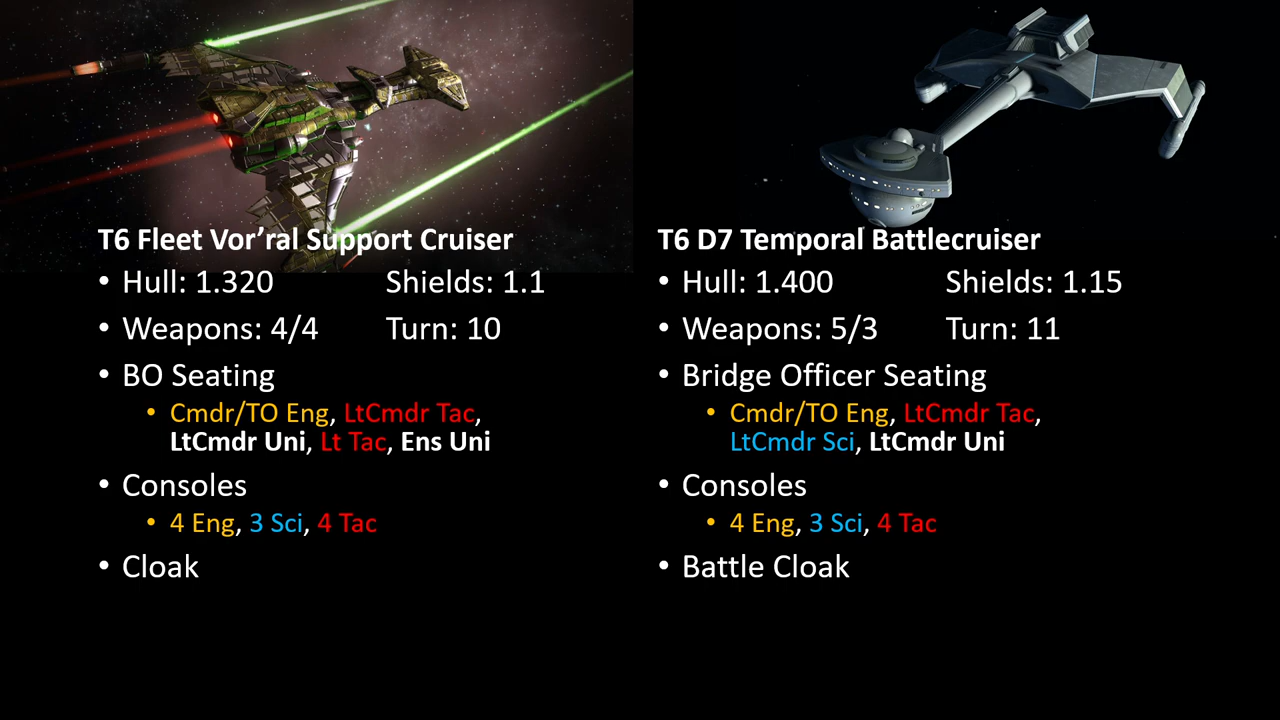 T6 Fleet Vor’ral Support Cruiser
• Hull: 1.320 Shields: 1.1
• Weapons: 4/4 Turn: 10
• BO Seating
• Cmdr/TO Eng, LtCmdr Tac,
LtCmdr Uni, Lt Tac, Ens Uni
• Consoles
• 4 Eng, 3 Sci, 4 Tac
• Cloak
T6 D7 Temporal Battlecruiser
• Hull: 1.400 Shields: 1.15
• Weapons: 5/3 Turn: 11
• Bridge Officer Seating
• Cmdr/TO Eng, LtCmdr Tac,
LtCmdr Sci, LtCmdr Uni
• Consoles
• 4 Eng, 3 Sci, 4 Tac
• Battle Cloak